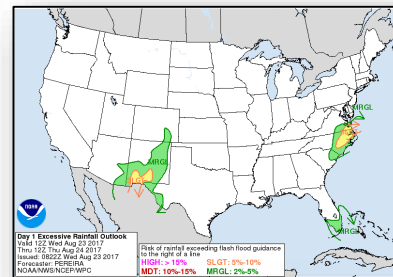 MRGL
MRGL
MRGL
NOAA
Day 1 Excessive Rainfall Outlook
Valid 12Z Wed Aug 23 2017
Thru 12Z Thu Aug 24 2017
Issued: 0822Z Wed Aug 23 2017
Forecaster: PEREIRA
NOAA/NWS/NCEP/WPC
Risk of rainfall exceeding flash flood guidance
to the right of a line
HIGH: > 15% SLGT: 5%-10%
MDT: 10%-15% MRGL: 2%-5%